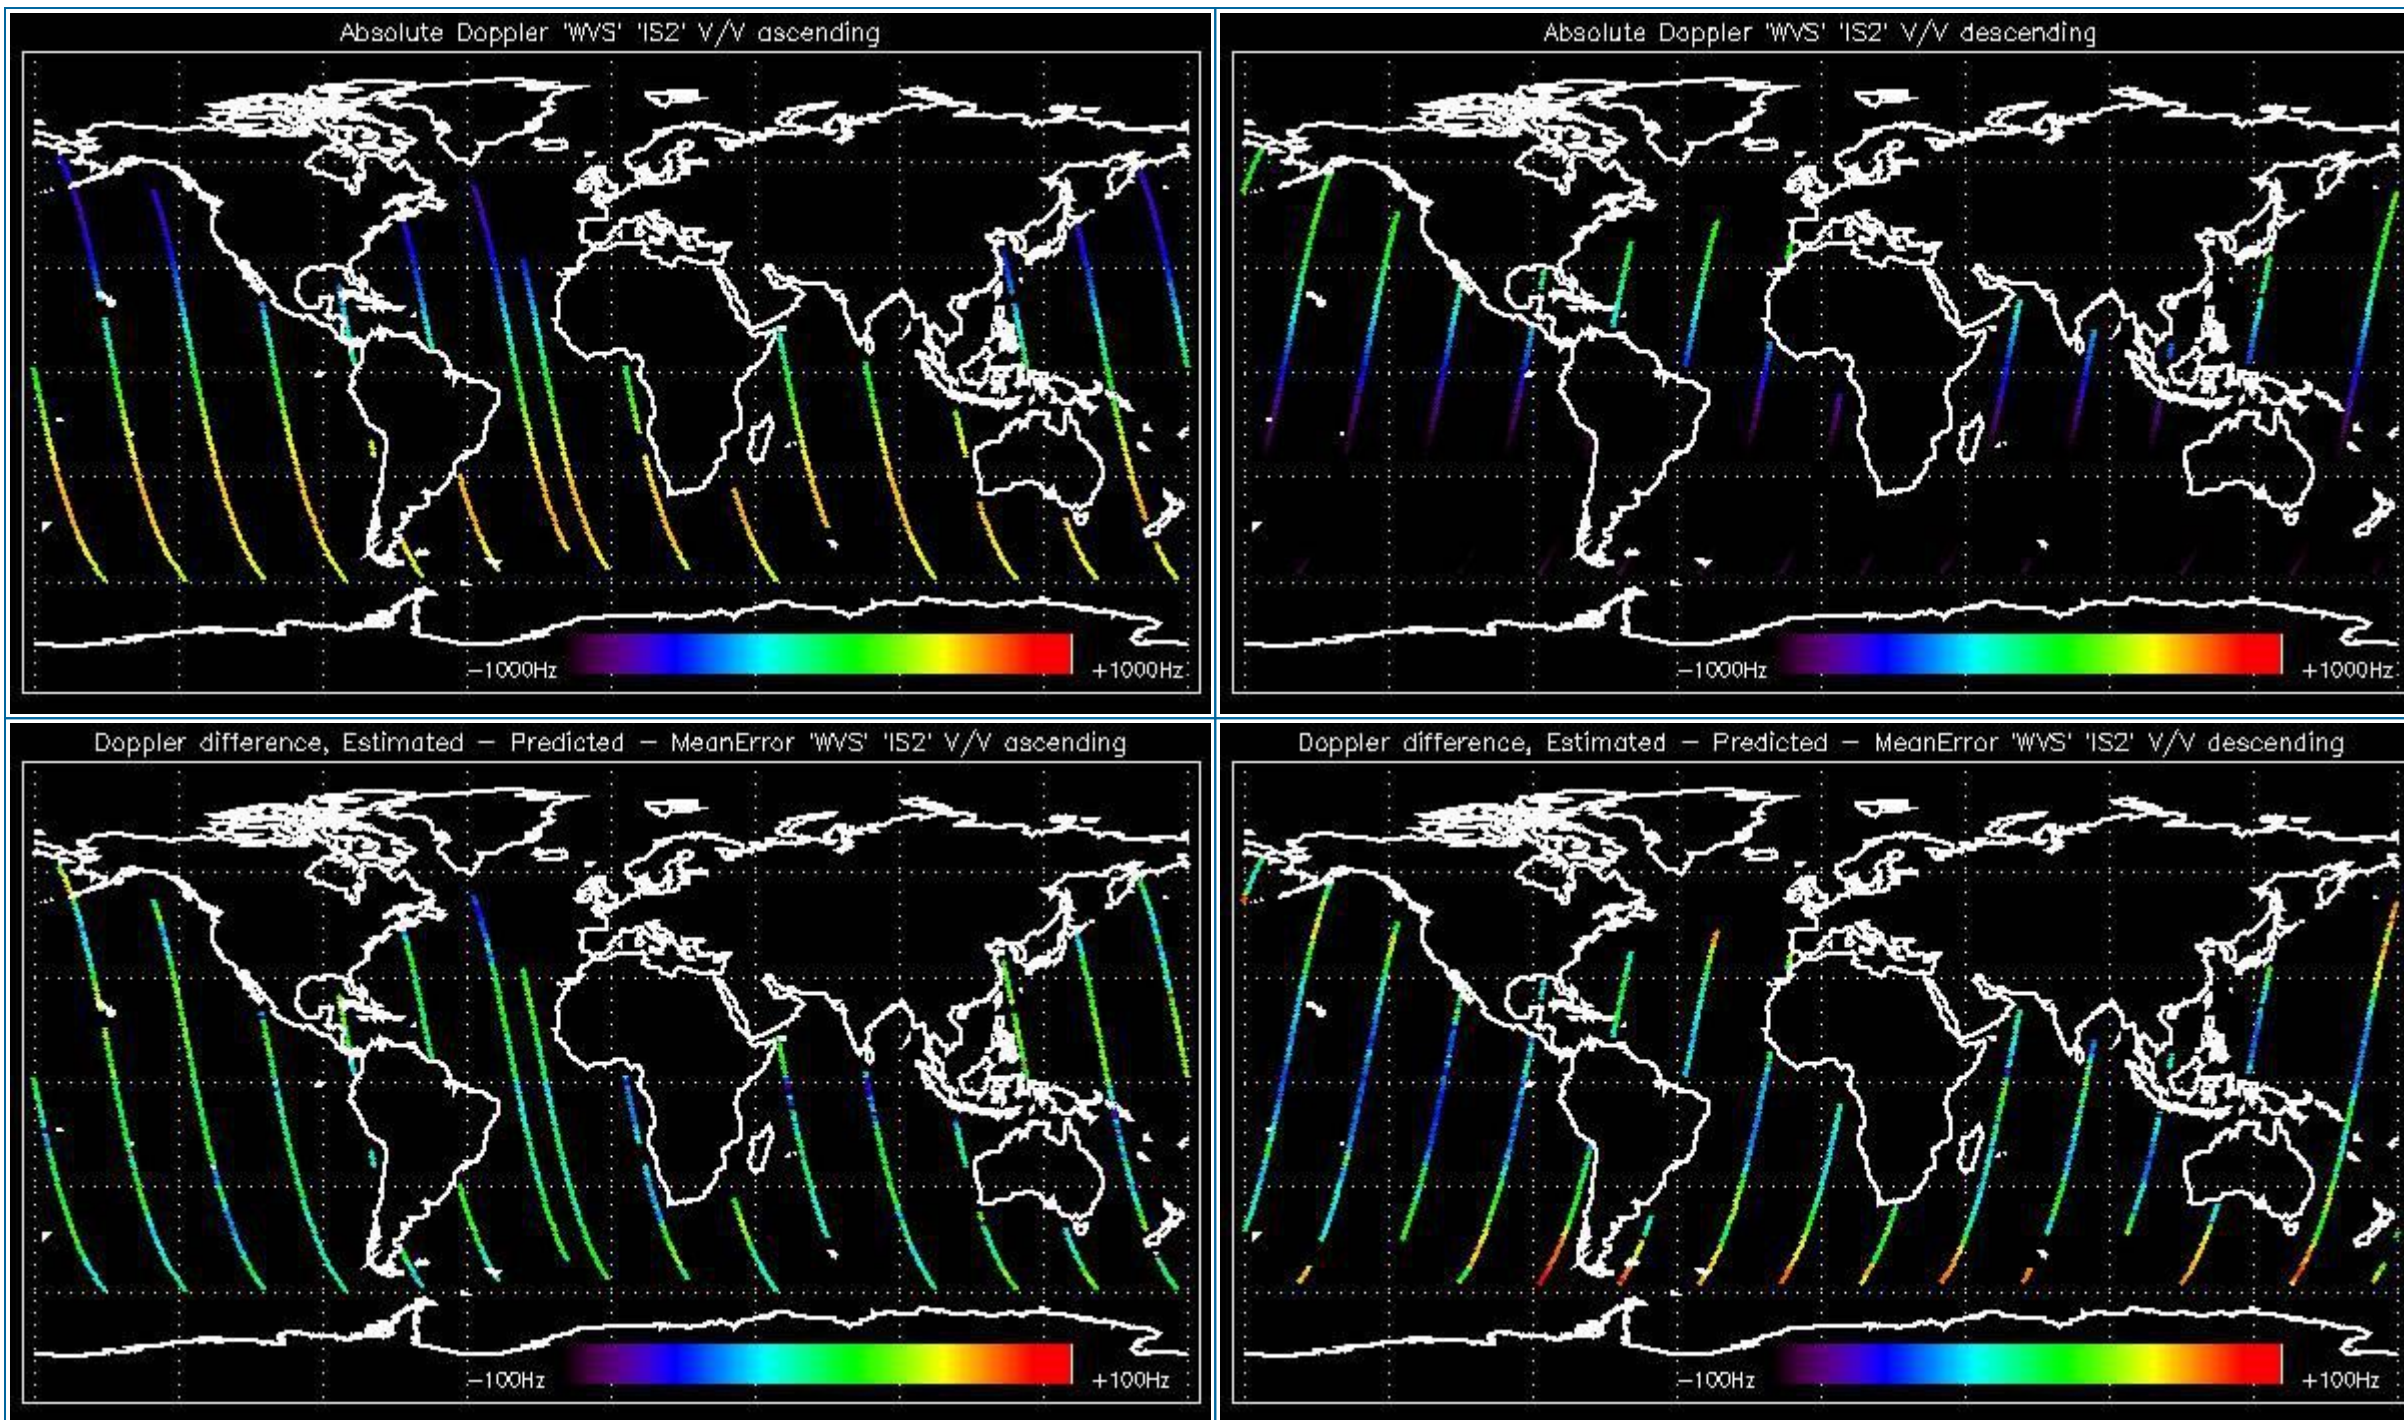 Absolute Doppler 'WVS' 'IS2' V/V ascending
-1000Hz
+1000Hz
Absolute Doppler 'WVS' 'IS2' V/V descending
-1000Hz
+1000Hz
Doppler difference, Estimated - Predicted - MeanError 'WVS' 'IS2' V/V ascending
-100Hz
+100Hz
Doppler difference, Estimated - Predicted - MeanError 'WVS' 'IS2' V/V descending
-100Hz
+100Hz